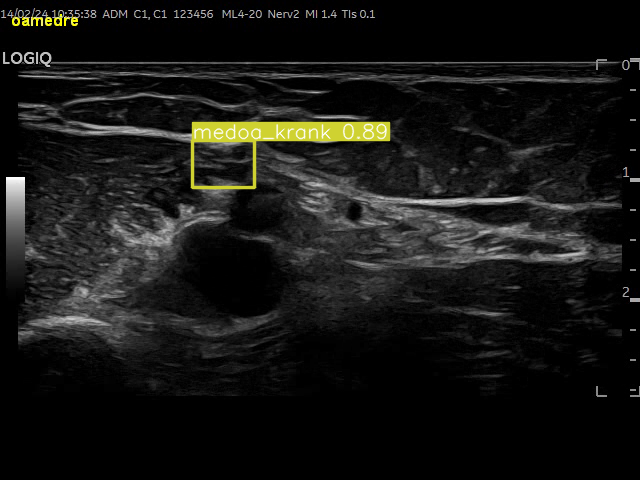 14/02/24 10:35:38 ADM C1, C1 123456 ML4-20 Nerv2 MI 1.4 TIs 0.1
oamedre
LOGIQ
0
medoa_krank 0.89
1
2